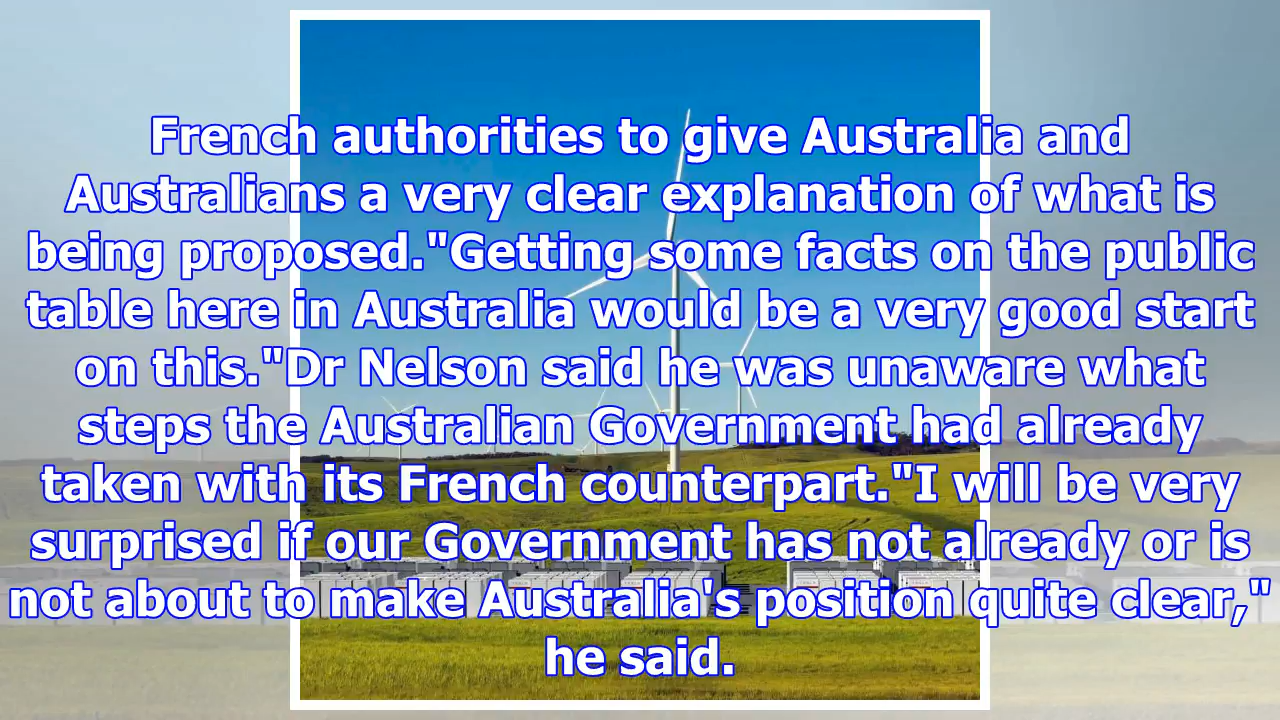 French authorities to give Australia and
Australians a very clear explanation of what is
being proposed."Getting some facts on the public
table here in Australia would be a very good start
on this."Dr Nelson said he was unaware what
steps the Australian Government had already
taken with its French counterpart."I will be very
surprised if our Government has not already or is
not about to make Australia's position quite clear,"
he said.